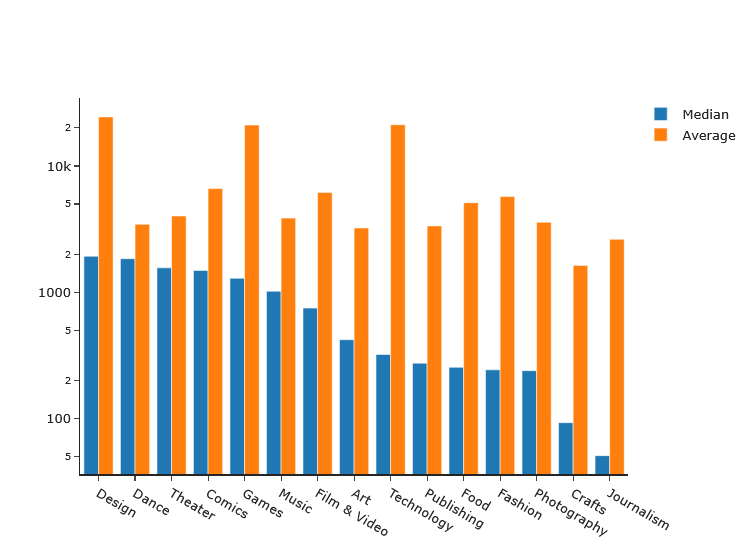 Median
Average
2
10k
5
2
1000
5
2
100
5
Design
Dance
Theater
Comics
Games
Music
Film & Video
Art
Technology
Publishing
Food
Fashion
Photography
Crafts
Journalism